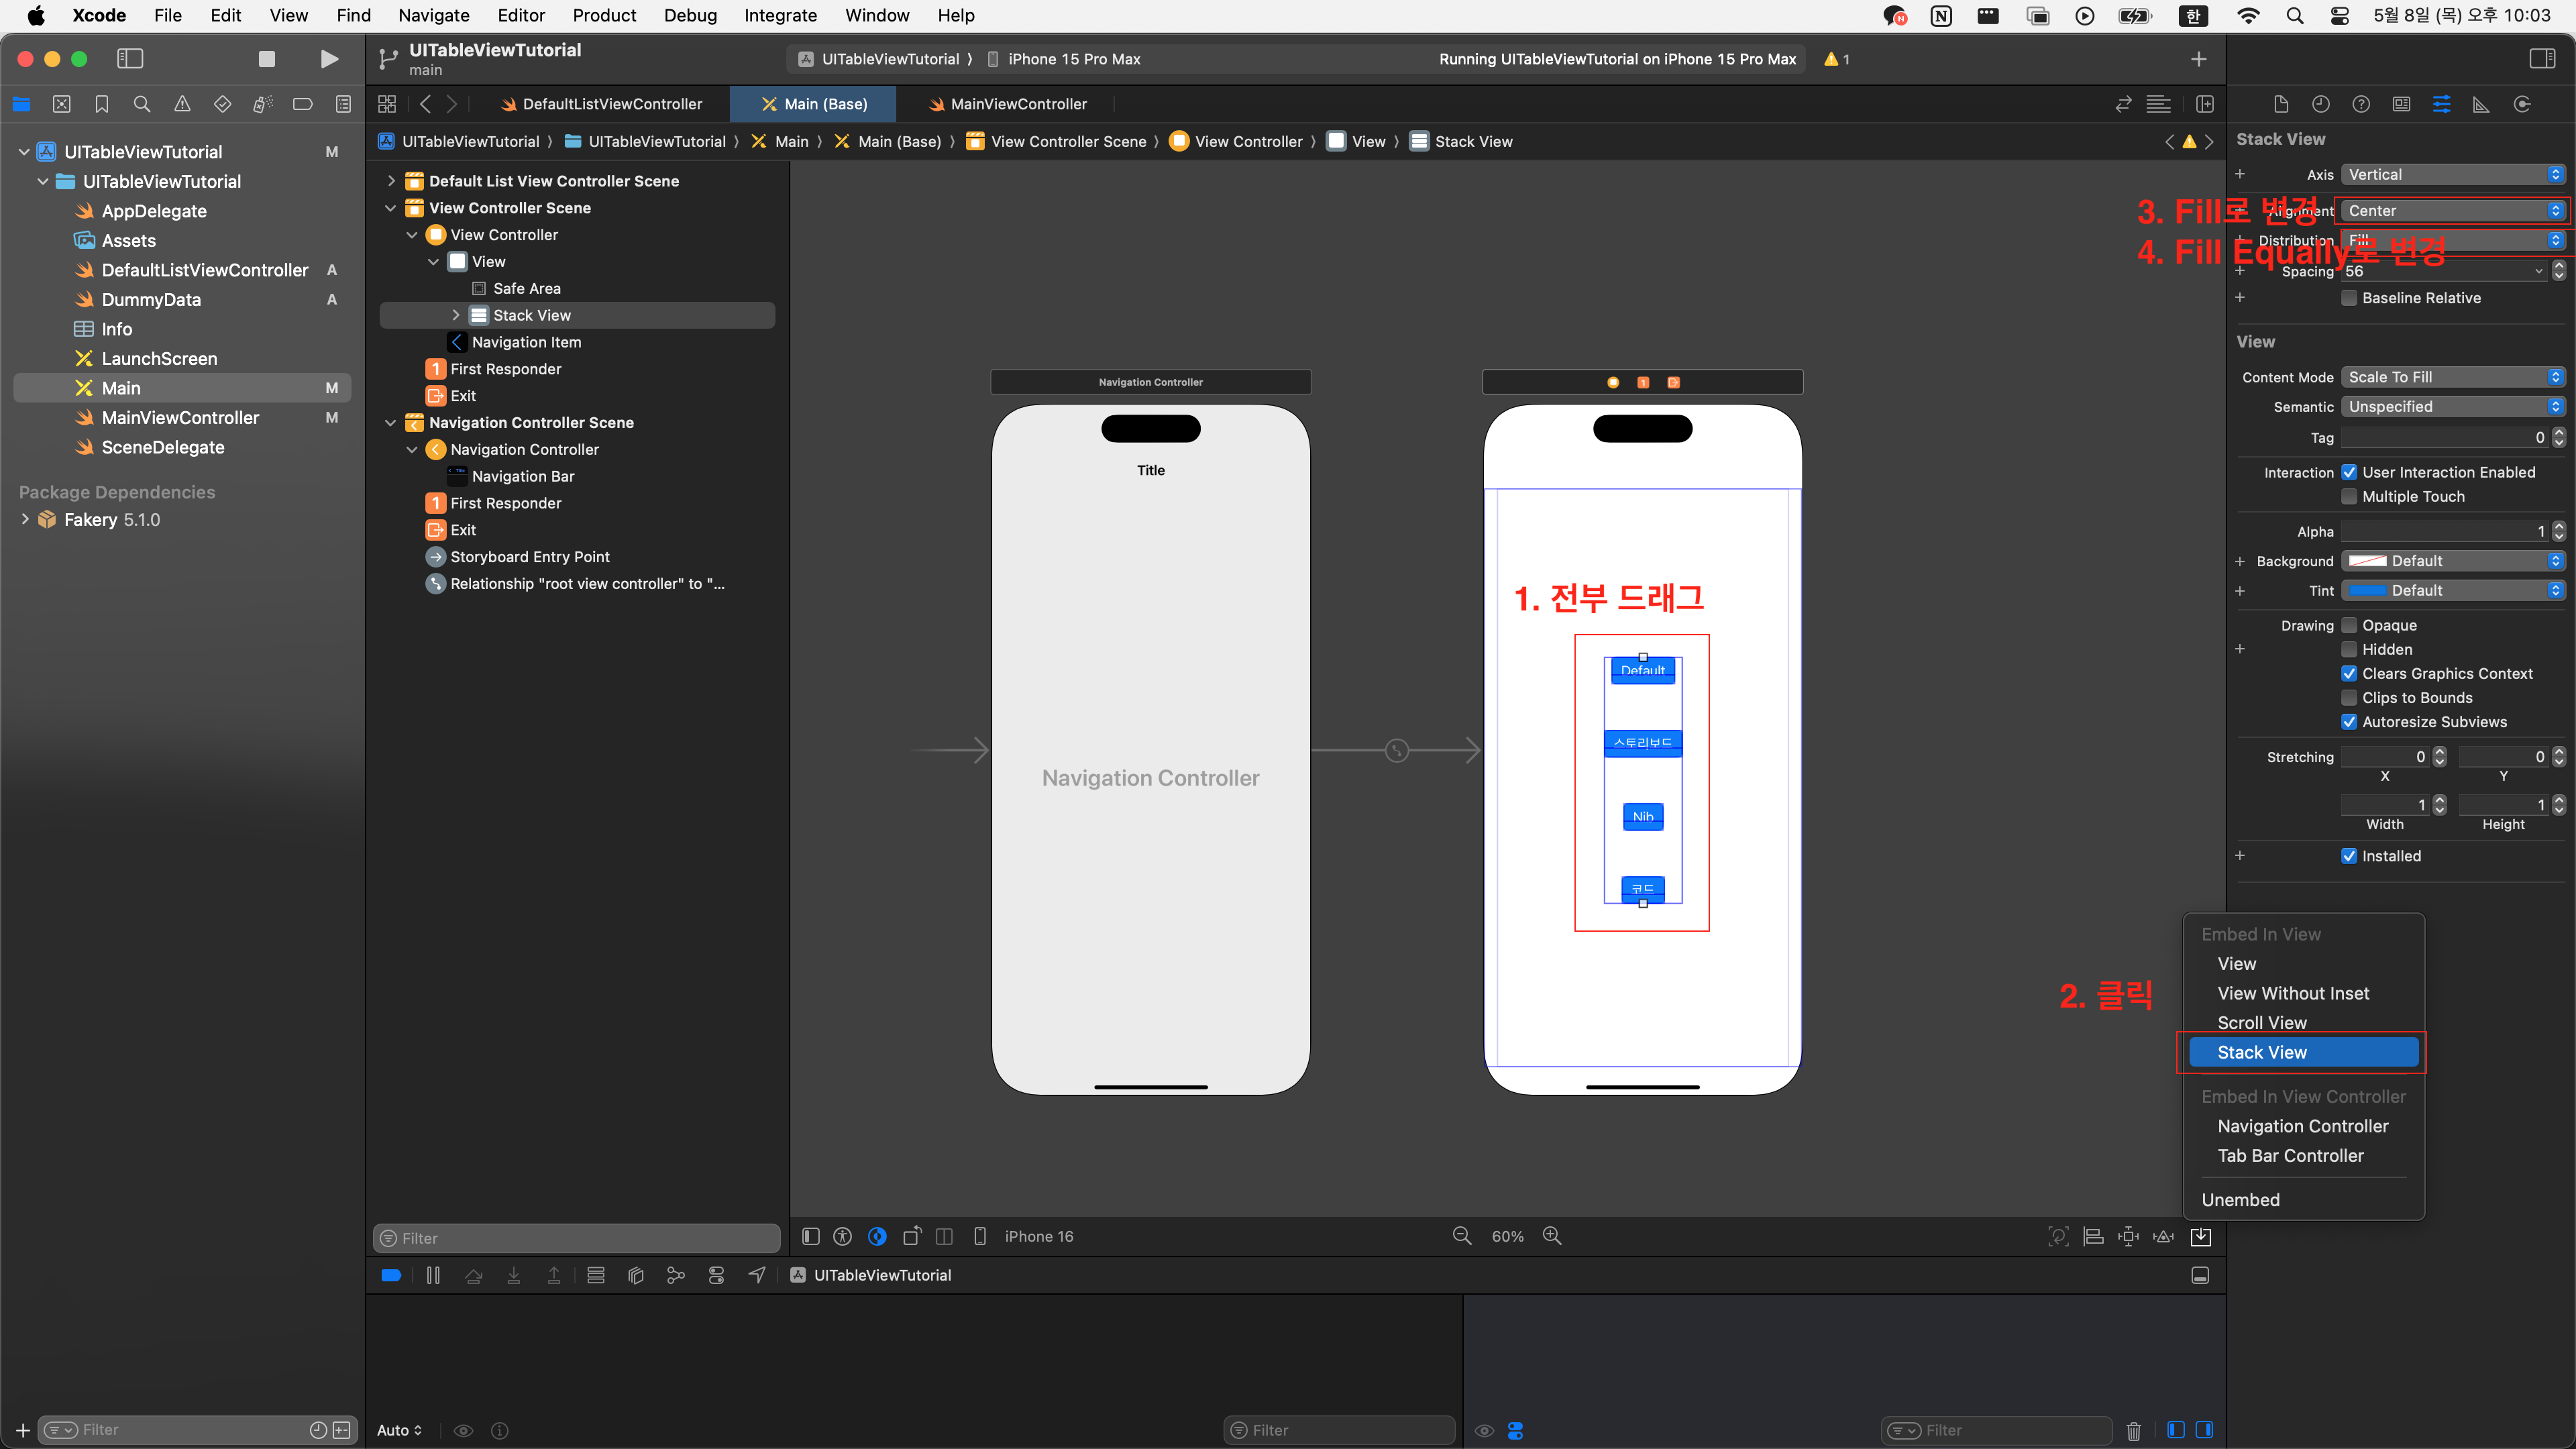 Xcode File Edit View Find Navigate Editor Product Debug Integrate Window Help 한 5월 8일 (목) 오후 10:03
UITableViewTutorial
main
UITableViewTutorial 〉 iPhone 15 Pro Max
Running UITableViewTutorial on iPhone 15 Pro Max 1
DefaultListViewController Main (Base) MainViewController
UITableViewTutorial 〉 UITableViewTutorial 〉 Main 〉 Main (Base) 〉 View Controller Scene 〉 View Controller 〉 View 〉 Stack View
UITableViewTutorial M
UITableViewTutorial
AppDelegate
Assets
DefaultListViewController A
DummyData A
Info
LaunchScreen
Main M
MainViewController M
SceneDelegate
Package Dependencies
Fakery 5.1.0
Filter
Default List View Controller Scene
View Controller Scene
View Controller
View
Safe Area
Stack View
Navigation Item
First Responder
Exit
Navigation Controller Scene
Navigation Controller
Navigation Bar
First Responder
Exit
Storyboard Entry Point
Relationship "root view controller" to "...
Filter
Navigation Controller
Title
Navigation Controller
1. 전부 드래그
Default
스토리보드
Nib
코드
2. 클릭
Embed In View
View
View Without Inset
Scroll View
Stack View
Embed In View Controller
Navigation Controller
Tab Bar Controller
Unembed
iPhone 16
60%
UITableViewTutorial
Auto
Filter
Filter
Stack View
Axis Vertical
3. Fill로 변경
Alignment Center
4. Fill Equally로 변경
Distribution Fill
Spacing 56
Baseline Relative
View
Content Mode Scale To Fill
Semantic Unspecified
Tag 0
Interaction User Interaction Enabled
Multiple Touch
Alpha 1
Background Default
Tint Default
Drawing Opaque
Hidden
Clears Graphics Context
Clips to Bounds
Autoresize Subviews
Stretching 0 0
X Y
1 1
Width Height
Installed